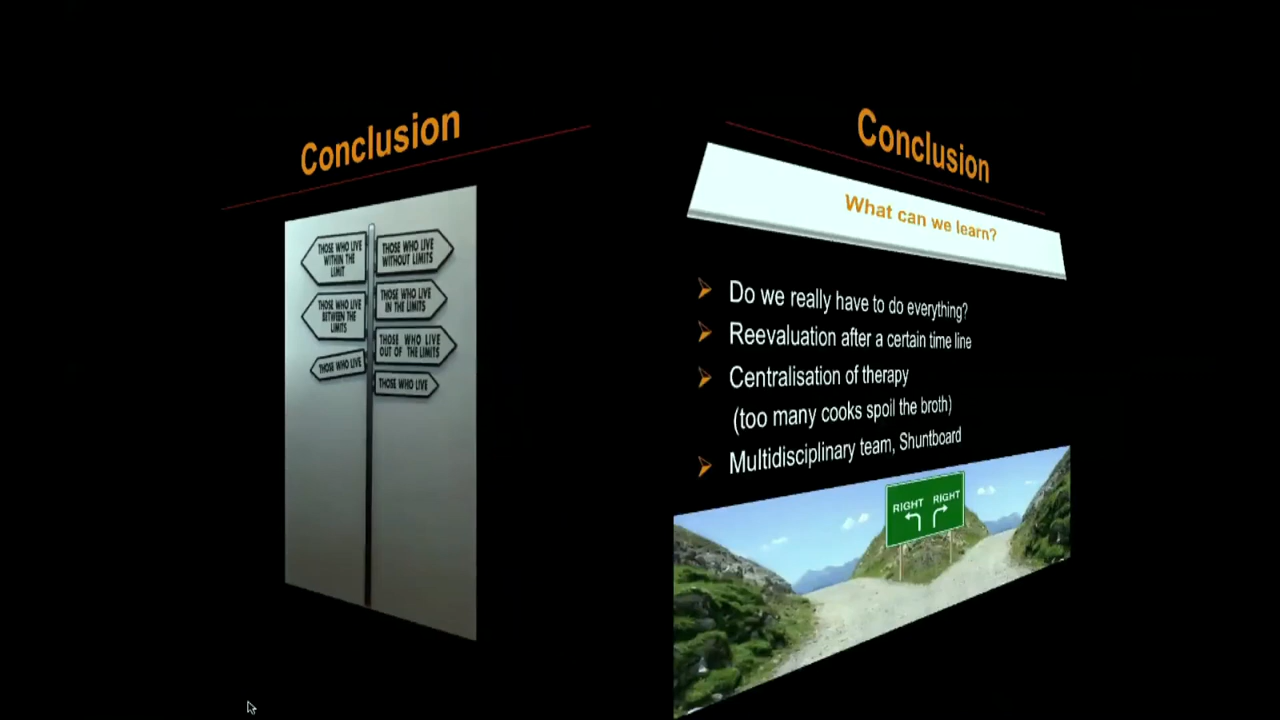 Conclusion
THOSE WHO LIVE
WITHIN THE
LIMIT
THOSE WHO LIVE
WITHOUT LIMITS
THOSE WHO LIVE
BETWEEN THE
LIMITS
THOSE WHO LIVE
IN THE LIMITS
THOSE WHO LIVE
OUT OF THE LIMITS
THOSE WHO LIVE
THOSE WHO LIVE
Conclusion
What can we learn?
Do we really have to do everything?
Reevaluation after a certain time line
Centralisation of therapy
(too many cooks spoil the broth)
Multidisciplinary team, Shuntboard
RIGHT RIGHT